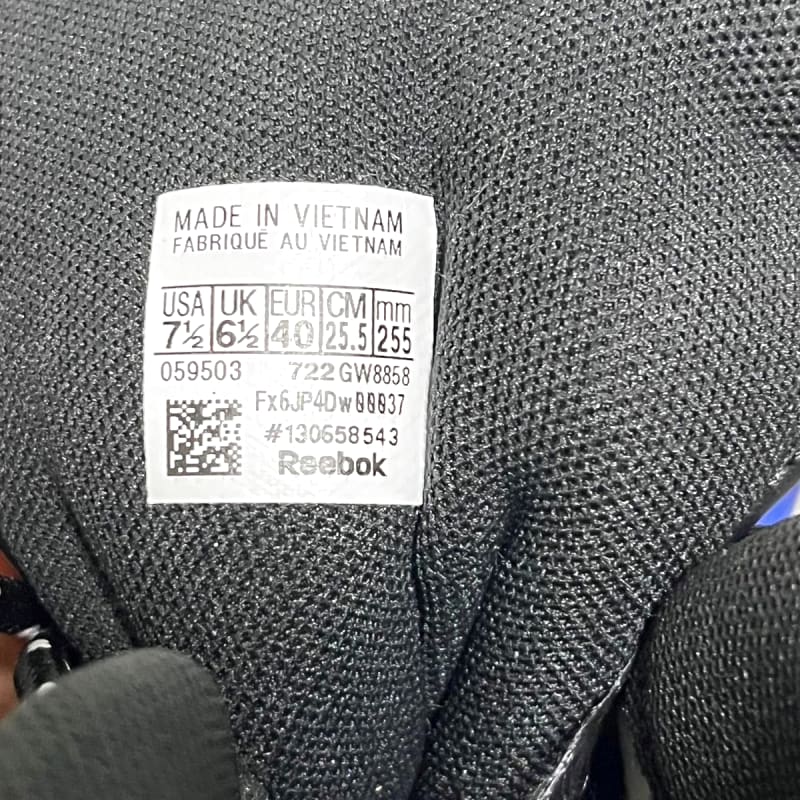 MADE IN VIETNAM
FABRIQUÉ AU VIETNAM
USA UK EUR CM mm
7½ 6½ 40 25.5 255
059503 722 GW8858
Fx6JP4Dw00037
#130658543
Reebok